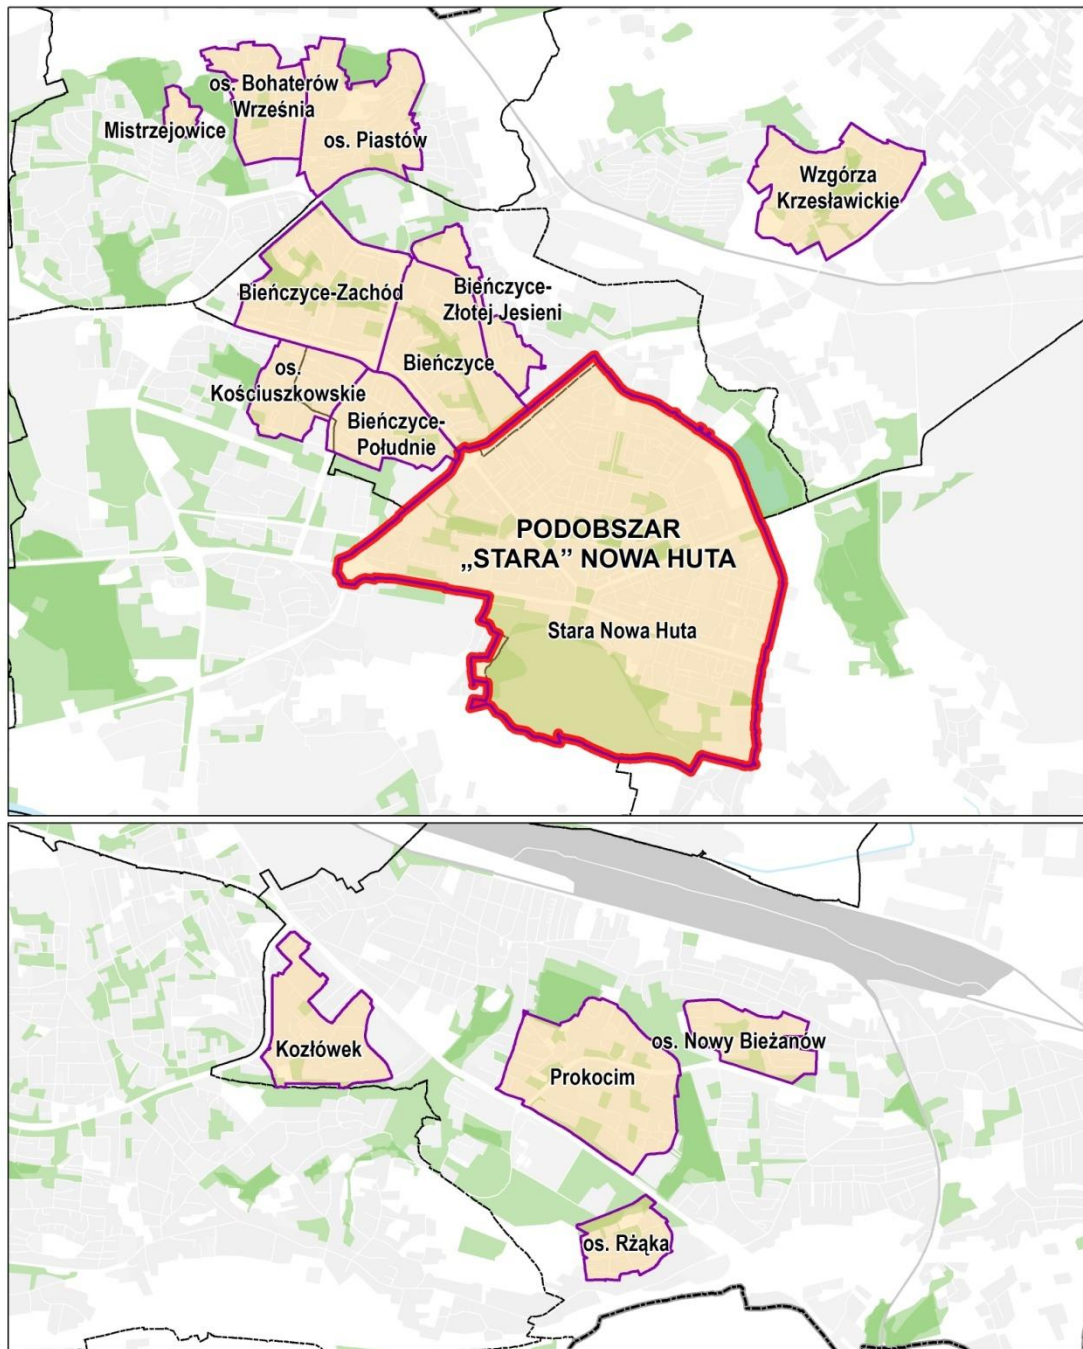 os. Bohaterów
Września
Mistrzejowice
os. Piastów
Wzgórza
Krzesławickie
Bieńczyce-Zachód
Bieńczyce-
Złotej Jesieni
Bieńczyce
os.
Kościuszkowskie
Bieńczyce-
Południe
PODOBSZAR
„STARA” NOWA HUTA
Stara Nowa Huta
Kozłówek
Prokocim
os. Nowy Bieżanów
os. Rżąka